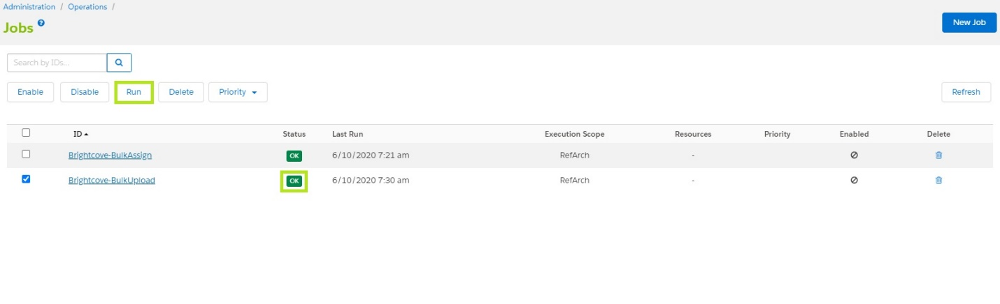 Administration / Operations /
Jobs ?
New Job
Search by IDs...
Enable Disable Run Delete Priority Refresh
ID Status Last Run Execution Scope Resources Priority Enabled Delete
Brightcove-BulkAssign OK 6/10/2020 7:21 am RefArch -
Brightcove-BulkUpload OK 6/10/2020 7:30 am RefArch -